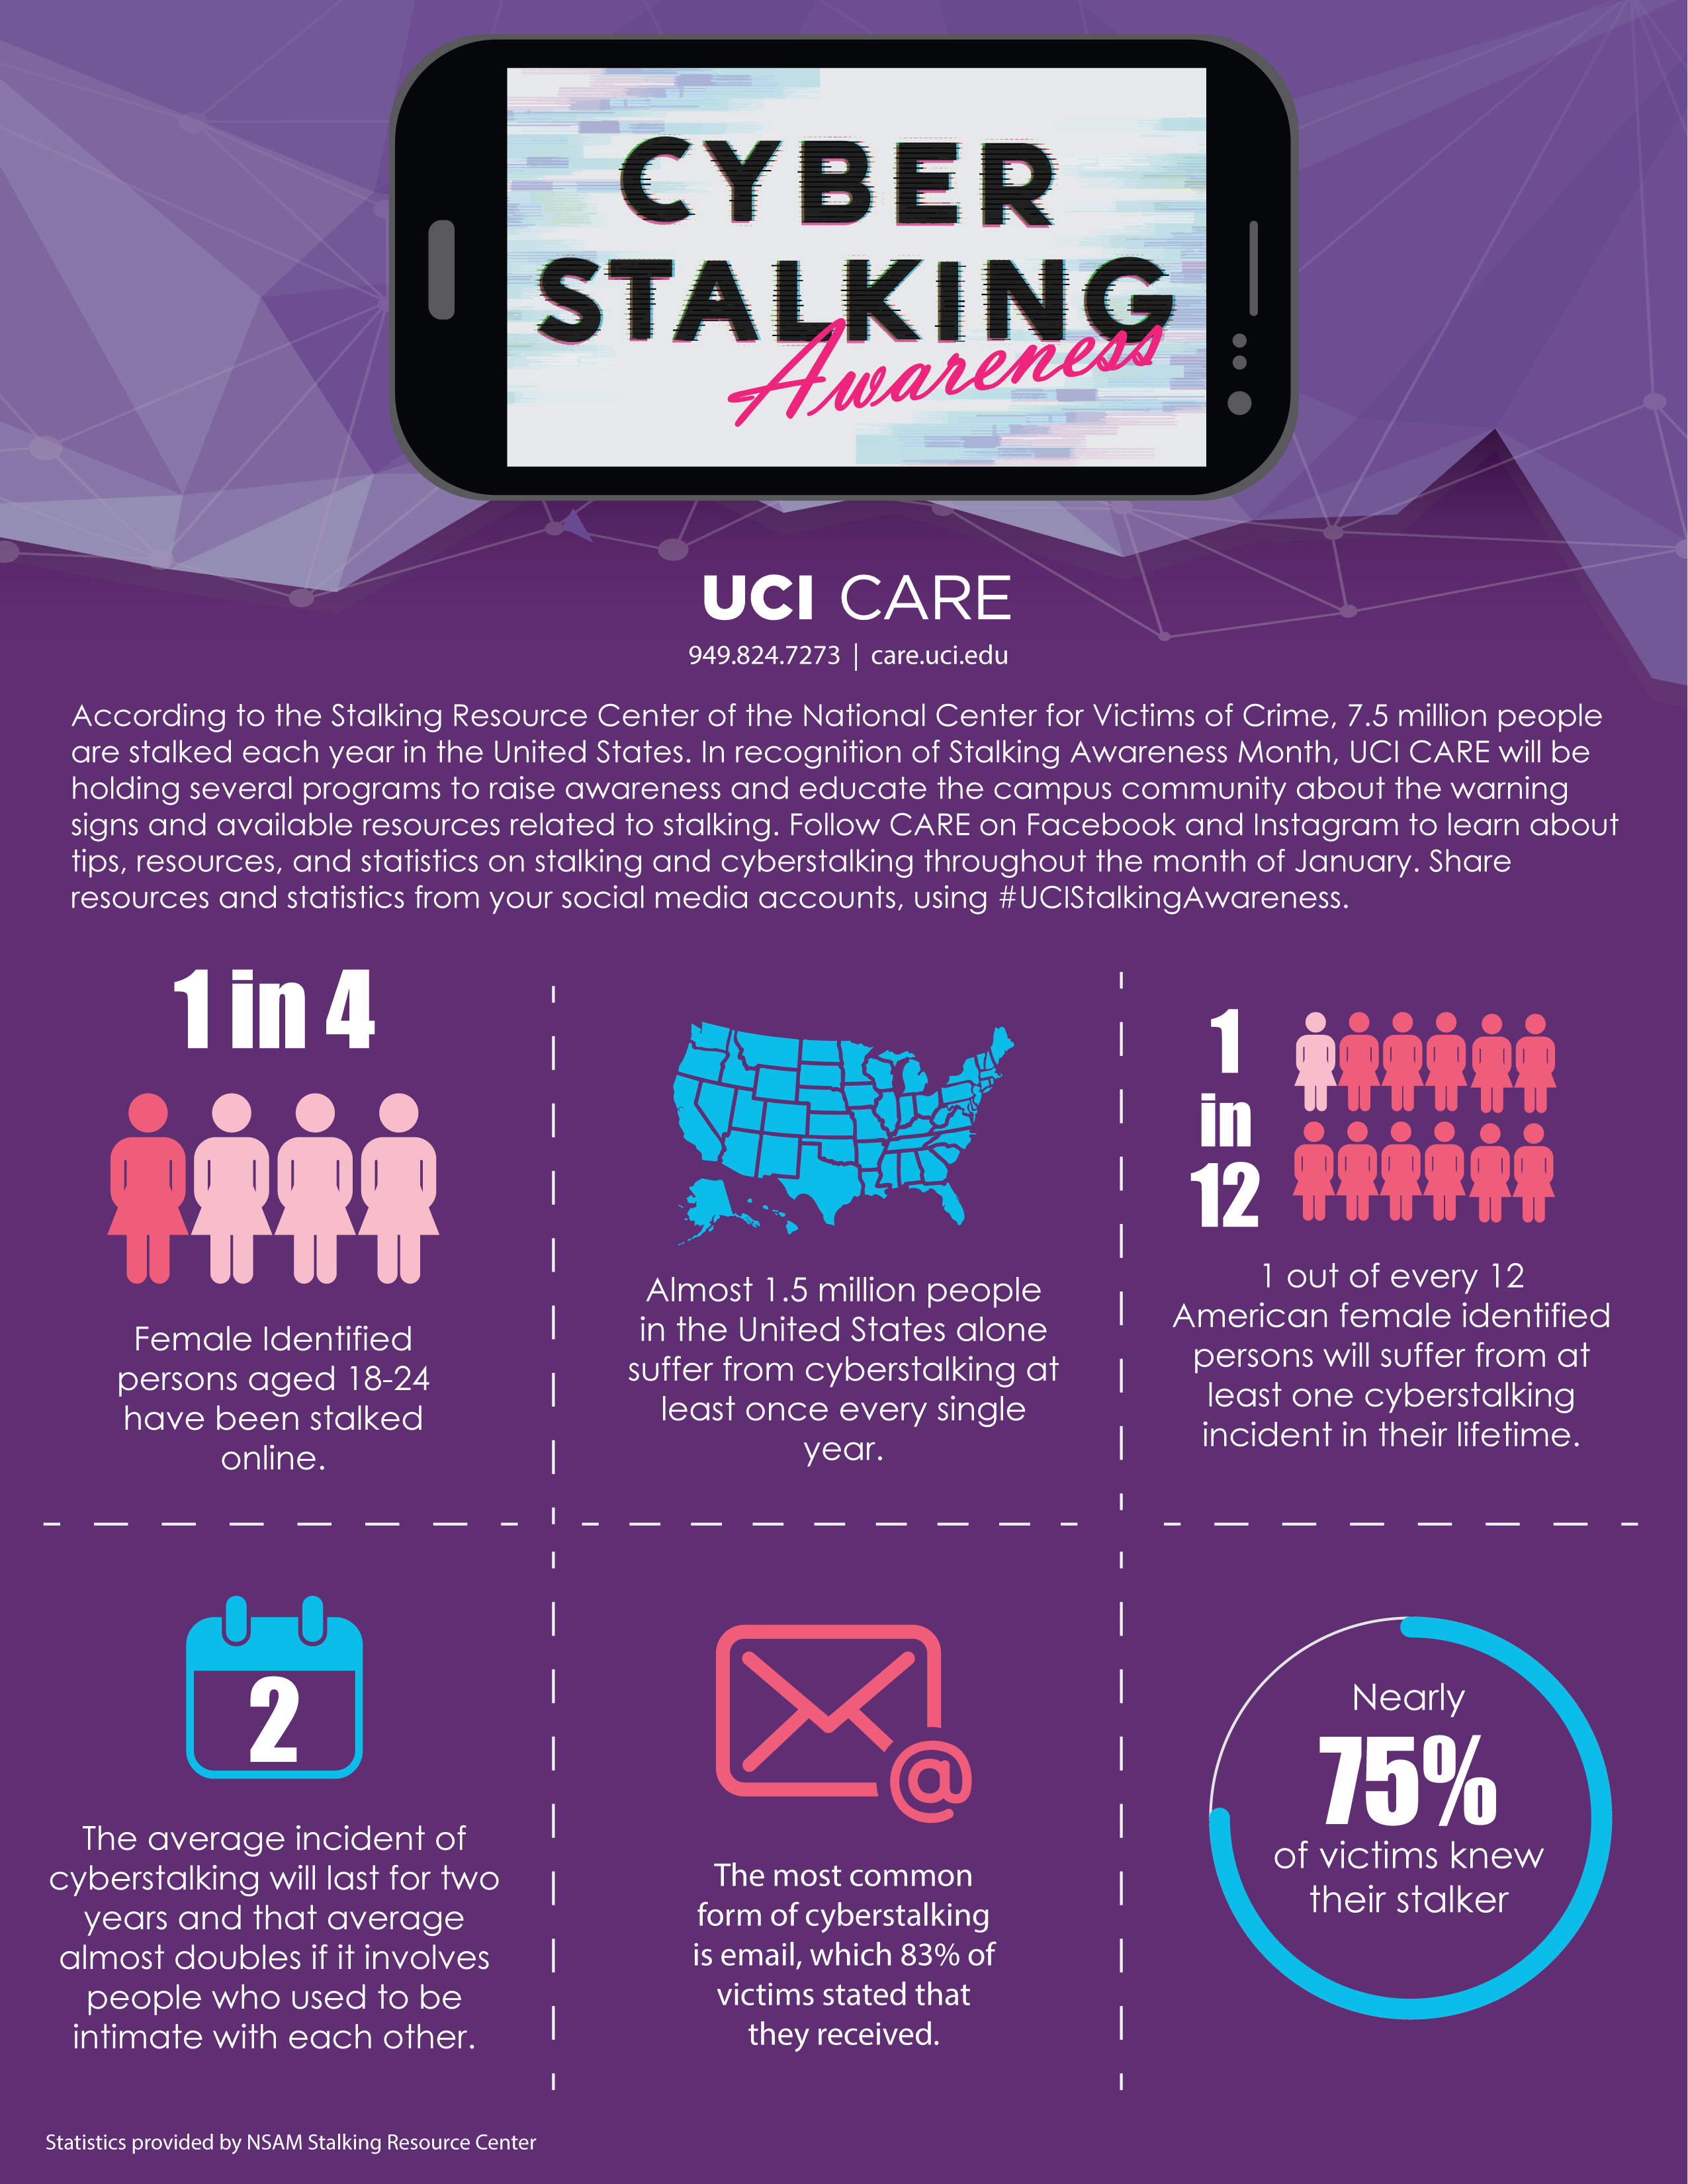 CYBER
STALKING
Awareness
UCI CARE
949.824.7273 | care.uci.edu
According to the Stalking Resource Center of the National Center for Victims of Crime, 7.5 million people
are stalked each year in the United States. In recognition of Stalking Awareness Month, UCI CARE will be
holding several programs to raise awareness and educate the campus community about the warning
signs and available resources related to stalking. Follow CARE on Facebook and Instagram to learn about
tips, resources, and statistics on stalking and cyberstalking throughout the month of January. Share
resources and statistics from your social media accounts, using #UCIStalkingAwareness.
1 in 4
Female Identified
persons aged 18-24
have been stalked
online.
Almost 1.5 million people
in the United States alone
suffer from cyberstalking at
least once every single
year.
1
in
12
1 out of every 12
American female identified
persons will suffer from at
least one cyberstalking
incident in their lifetime.
2
The average incident of
cyberstalking will last for two
years and that average
almost doubles if it involves
people who used to be
intimate with each other.
@
The most common
form of cyberstalking
is email, which 83% of
victims stated that
they received.
Nearly
75%
of victims knew
their stalker
Statistics provided by NSAM Stalking Resource Center